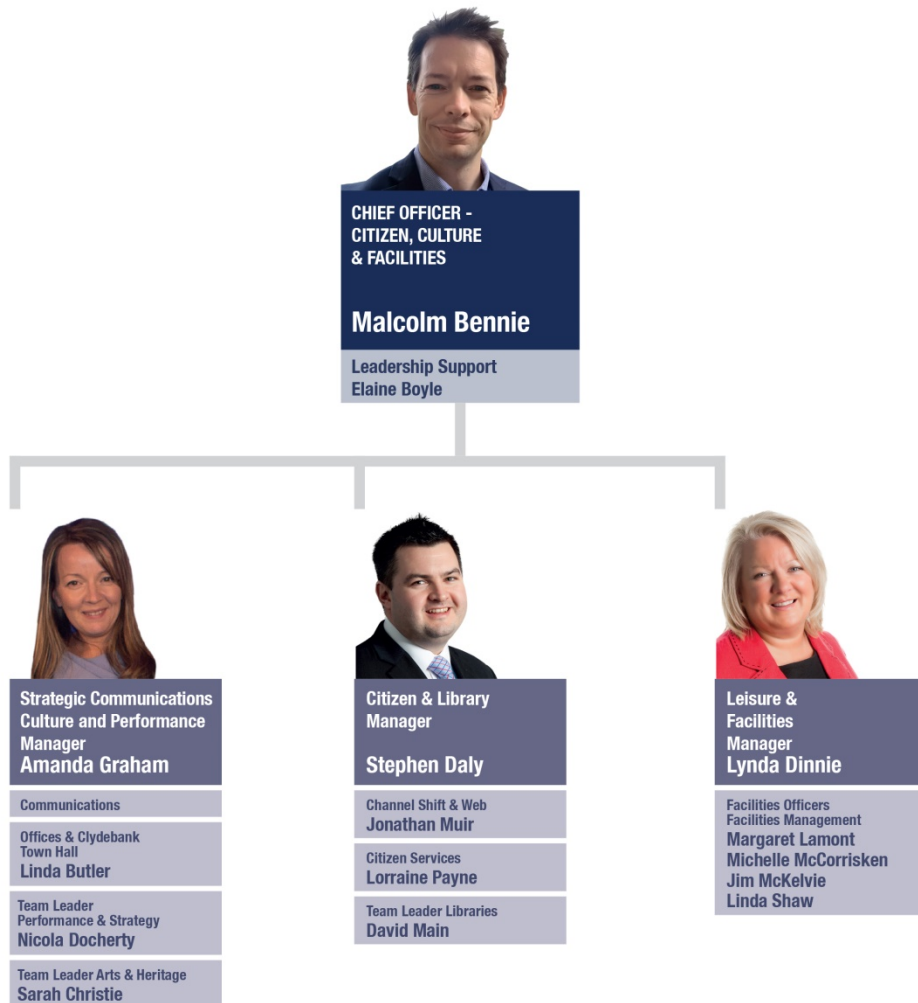 CHIEF OFFICER -
CITIZEN, CULTURE
& FACILITIES
Malcolm Bennie
Leadership Support
Elaine Boyle
Strategic Communications
Culture and Performance
Manager
Amanda Graham
Communications
Offices & Clydebank
Town Hall
Linda Butler
Team Leader
Performance & Strategy
Nicola Docherty
Team Leader Arts & Heritage
Sarah Christie
Citizen & Library
Manager
Stephen Daly
Channel Shift & Web
Jonathan Muir
Citizen Services
Lorraine Payne
Team Leader Libraries
David Main
Leisure &
Facilities
Manager
Lynda Dinnie
Facilities Officers
Facilities Management
Margaret Lamont
Michelle McCorrisken
Jim McKelvie
Linda Shaw